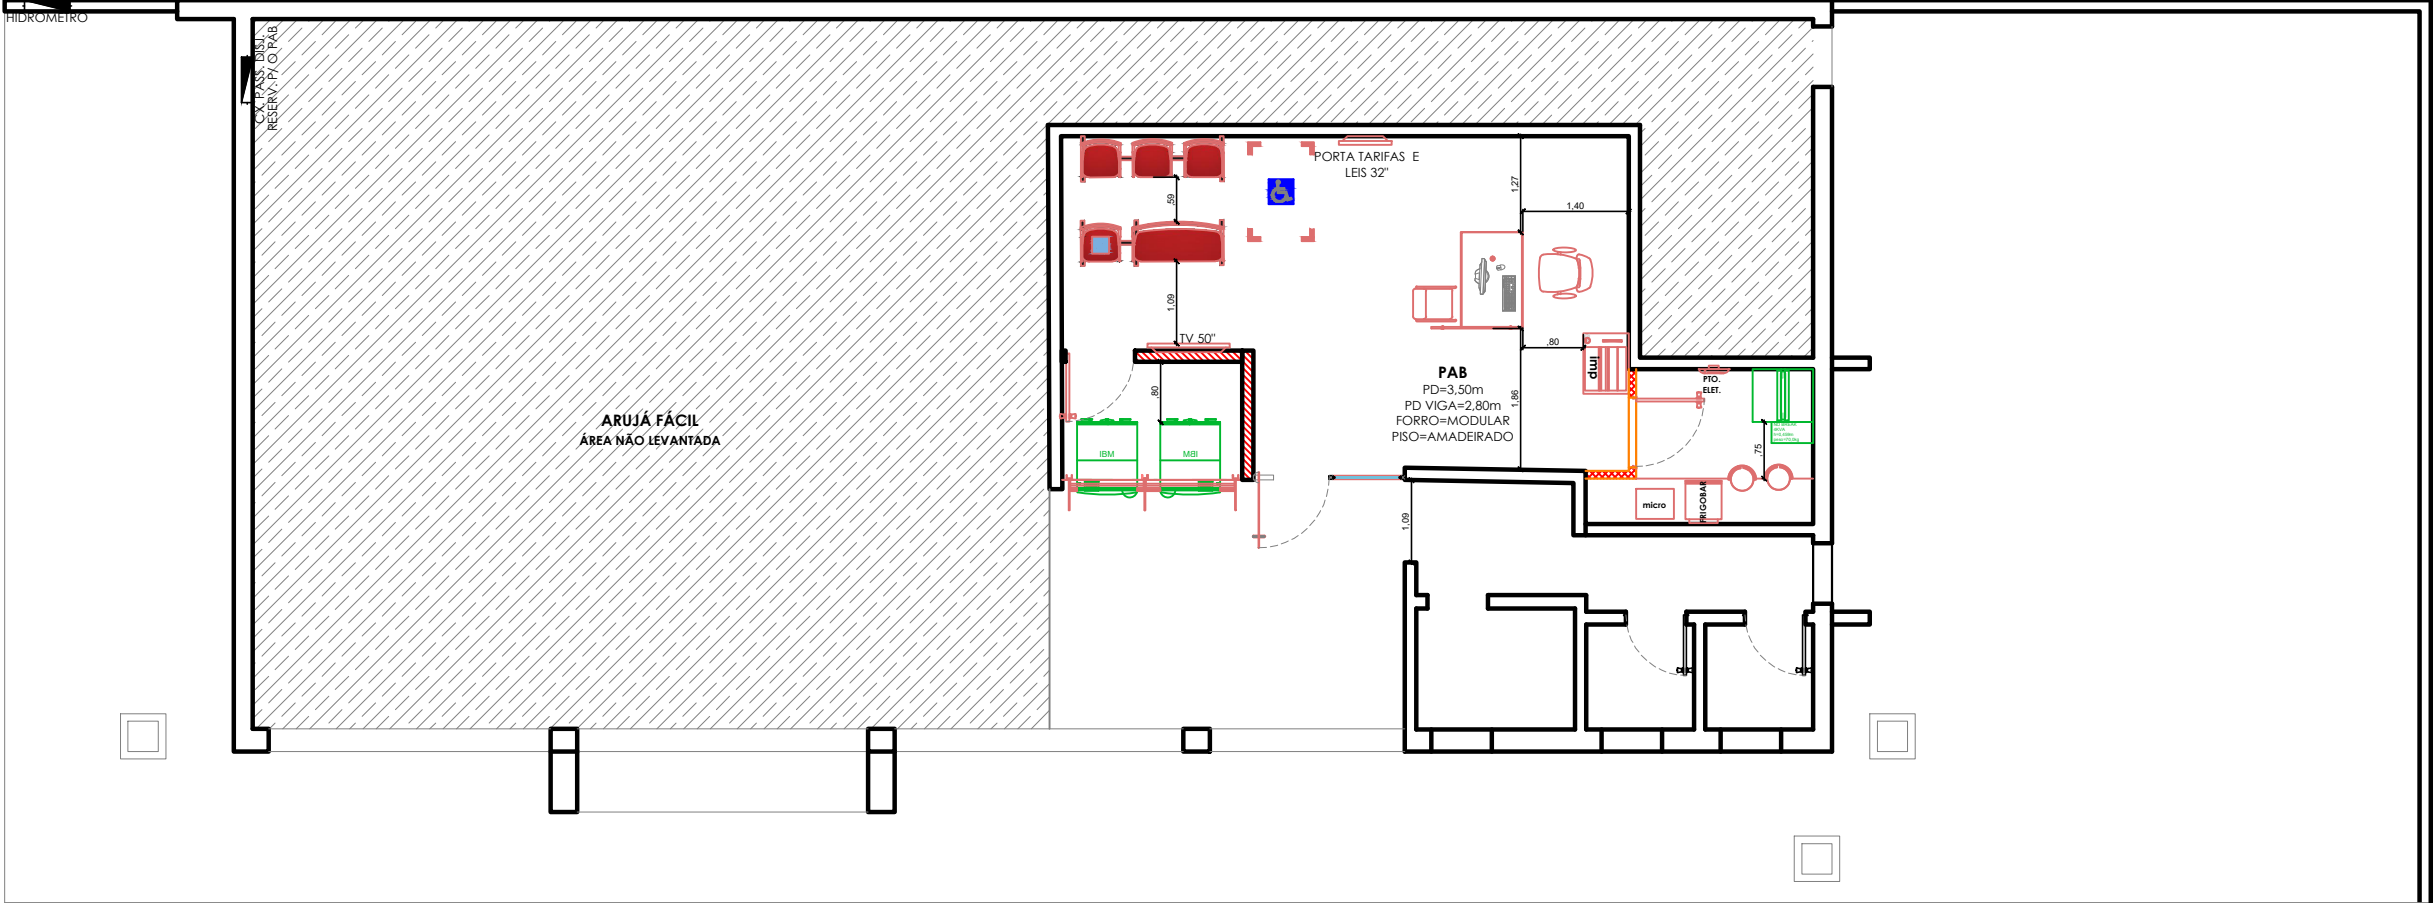 HIDROMETRO
CX. PASS. DISJ.
RESERV. P/ O PAB
PORTA TARIFAS E
LEIS 32"
1,27
1,40
,59
1,09
TV 50"
,80
,80
imp
PAB
PD=3,50m
PD VIGA=2,80m
FORRO=MODULAR
PISO=AMADEIRADO
1,86
PTO.
ELET.
ARUJÁ FÁCIL
ÁREA NÃO LEVANTADA
IBM
IBM
,75
micro
FRIGOBAR
1,09